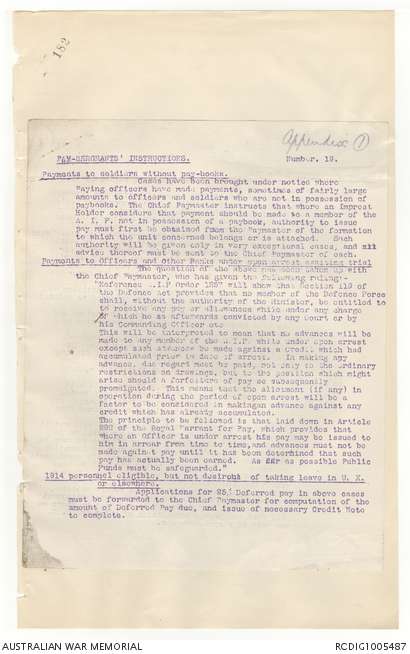 182
Appendix 1
PAY-SERGEANTS' INSTRUCTIONS. Number. 19.
Payments to soldiers without pay-books.
Cases have been brought under notice where
Paying officers have made payments, sometimes of fairly large
amounts to officers and soldiers who are not in possession of
paybooks. The Chief Paymaster instructs that where an Imprest
Holder considers that payment should be made to a member of the
A. I. F. not in possession of a paybook, authority to issue
pay must first be obtained from the Paymaster of the formation
to which the unit concerned belongs or is attached. Such
authority will be given only in very exceptional cases, and all
advice thereof must be sent to the Chief Paymaster of each.
Payments to Officers and Other Ranks under open arrest awaiting trial
The question of the above has been taken up with
the Chief Paymaster, who has given the following ruling:-
"Reference A.I.F Order 1257 will show that Section 119 of
the Defence Act provides that no member of the Defence Force
shall, without the authority of the Minister, be entitled to
to receive any pay or allowances while under any charge
of which he is afterwards convicted by any Court or by
his Commanding Officer etc
This will be interpreted to mean that no advances will be
made to any member of the A.I.F. while under open arrest
except such advances be made against a credit which had
accumulated prior to date of arrest. In making any
advance, due regard must be paid, not only to the ordinary
restrictions on drawings, but to the position which might
arise should a forfeiture of pay be subsequently
promulgated. This means that the allotment (if any) in
operation during the period of open arrest will be a
factor to be considered in makingan advance against any
credit which has already accumulated.
The principle to be followed is that laid down in Article
of the Royal Warrant for Pay, which provides that
where an Officer is under arrest his pay may be issued to
him in arrear from time to time, and advances must not be
made against pay until it has been determined that such
pay has actually been earned. As far as possible Public
Funds must be safeguarded."
1914 personnel eligible, but not desirous of taking leave in U. K.
or elsewhere.
Applications for 25% Deferred pay in above cases
must be forwarded to the Chief Paymaster for computation of the
amount of Deferred Pay due, and issue of necessary Credit Note
to complete.
AUSTRALIAN WAR MEMORIAL
RCDIG1005487